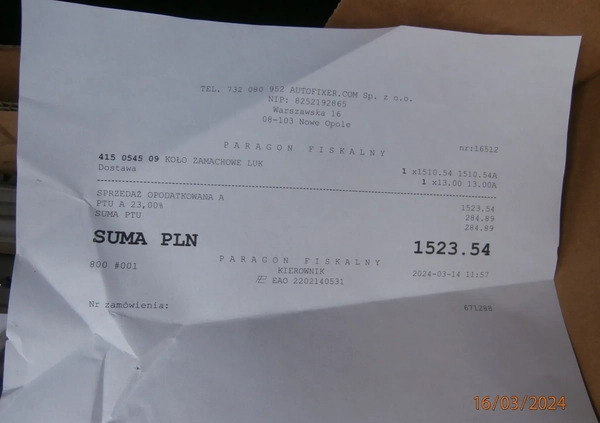 TEL. 732 080 952 AUTOFIXER.COM Sp. z o.o.
NIP: 8252192865
Warszawska 16
08-103 Nowe Opole
PARAGON FISKALNY nr:16512
415 0545 09 KOŁO ZAMACHOWE LUK 1 x1510.54 1510.54A
Dostawa 1 x13,00 13.00A
SPRZEDAŻ OPODATKOWANA A 1523.54
PTU A 23,00% 284.89
SUMA PTU 284.89
SUMA PLN 1523.54
PARAGON FISKALNY
800 #001 KIEROWNIK 2024-03-14 11:57
EAO 2202140531
Nr zamówienia: 671288
16/03/2024